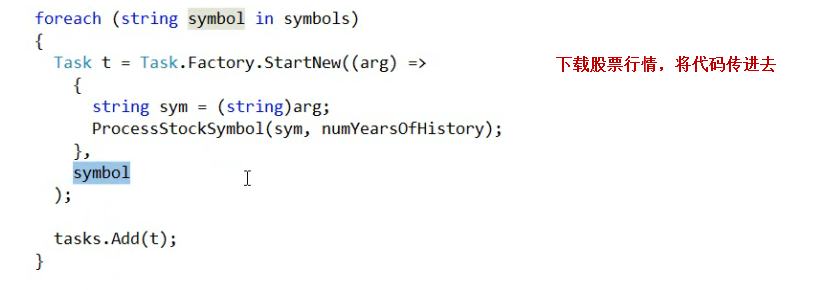 foreach (string symbol in symbols)
{
Task t = Task.Factory.StartNew((arg) =>
下载股票行情，将代码传进去
{
string sym = (string)arg;
ProcessStockSymbol(sym, numYearsOfHistory);
},
symbol
);
tasks.Add(t);
}